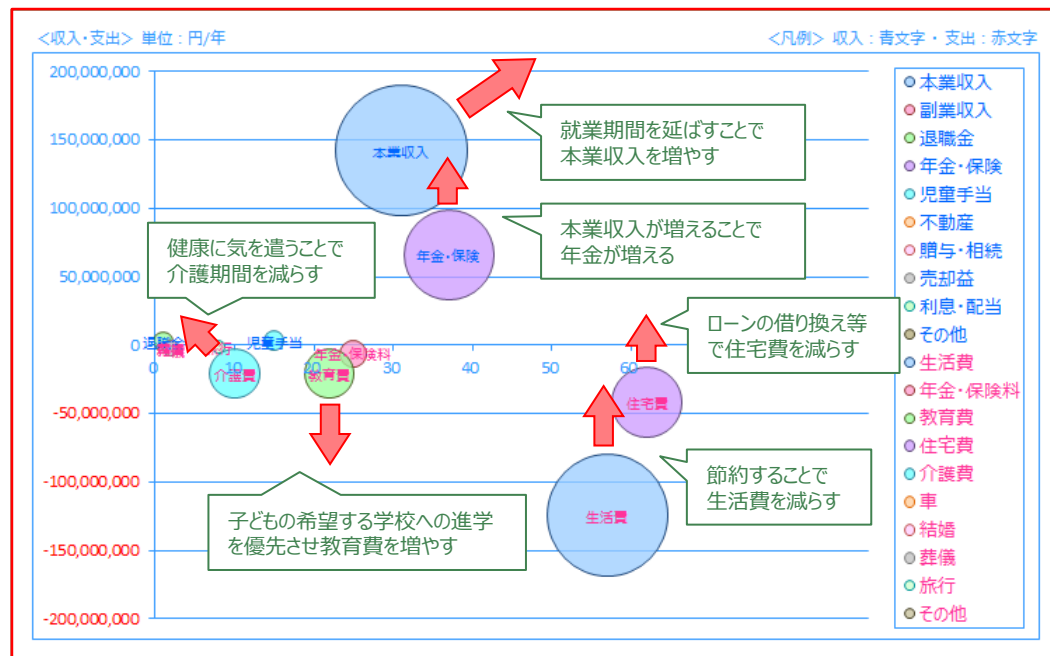 ＜収入・支出＞ 単位：円/年
＜凡例＞ 収入：青文字・支出：赤文字
200,000,000
150,000,000
100,000,000
50,000,000
0
-50,000,000
-100,000,000
-150,000,000
-200,000,000
0
10
20
30
40
50
60
本業収入
年金・保険
退職金
児童手当
介護費
年金・保険料
教育費
住宅費
生活費
就業期間を延ばすことで
本業収入を増やす
本業収入が増えることで
年金が増える
健康に気を遣うことで
介護期間を減らす
ローンの借り換え等
で住宅費を減らす
節約することで
生活費を減らす
子どもの希望する学校への進学
を優先させ教育費を増やす
本業収入
副業収入
退職金
年金・保険
児童手当
不動産
贈与・相続
売却益
利息・配当
その他
生活費
年金・保険料
教育費
住宅費
介護費
車
結婚
葬儀
旅行
その他